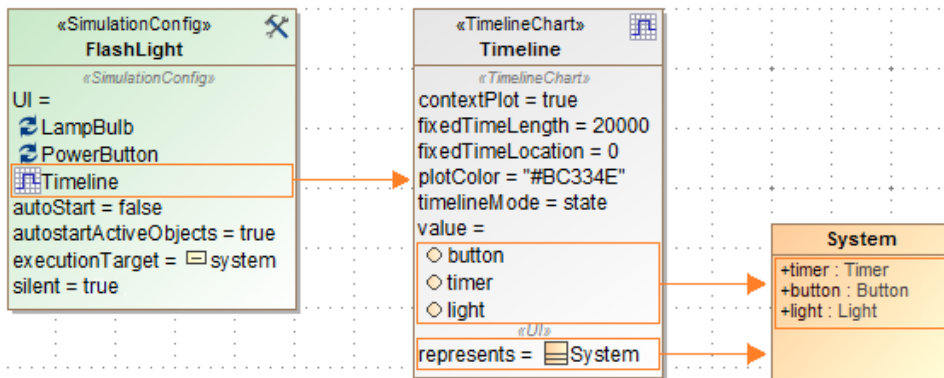 «SimulationConfig»
FlashLight
«SimulationConfig»
UI =
LampBulb
PowerButton
Timeline
autoStart = false
autostartActiveObjects = true
executionTarget = system
silent = true
«TimelineChart»
Timeline
«TimelineChart»
contextPlot = true
fixedTimeLength = 20000
fixedTimeLocation = 0
plotColor = "#BC334E"
timelineMode = state
value =
button
timer
light
«UI»
represents = System
System
+timer : Timer
+button : Button
+light : Light